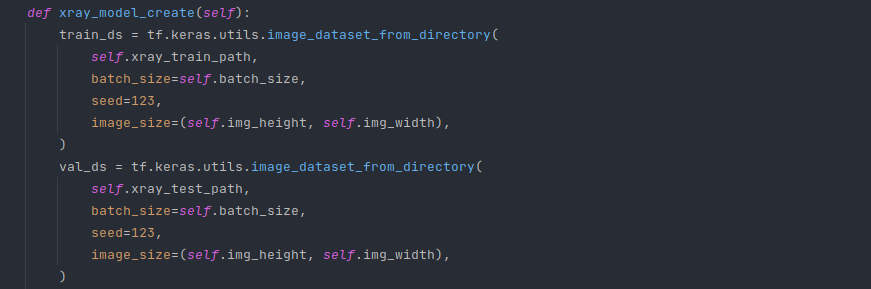 def xray_model_create(self):
train_ds = tf.keras.utils.image_dataset_from_directory(
self.xray_train_path,
batch_size=self.batch_size,
seed=123,
image_size=(self.img_height, self.img_width),
)
val_ds = tf.keras.utils.image_dataset_from_directory(
self.xray_test_path,
batch_size=self.batch_size,
seed=123,
image_size=(self.img_height, self.img_width),
)